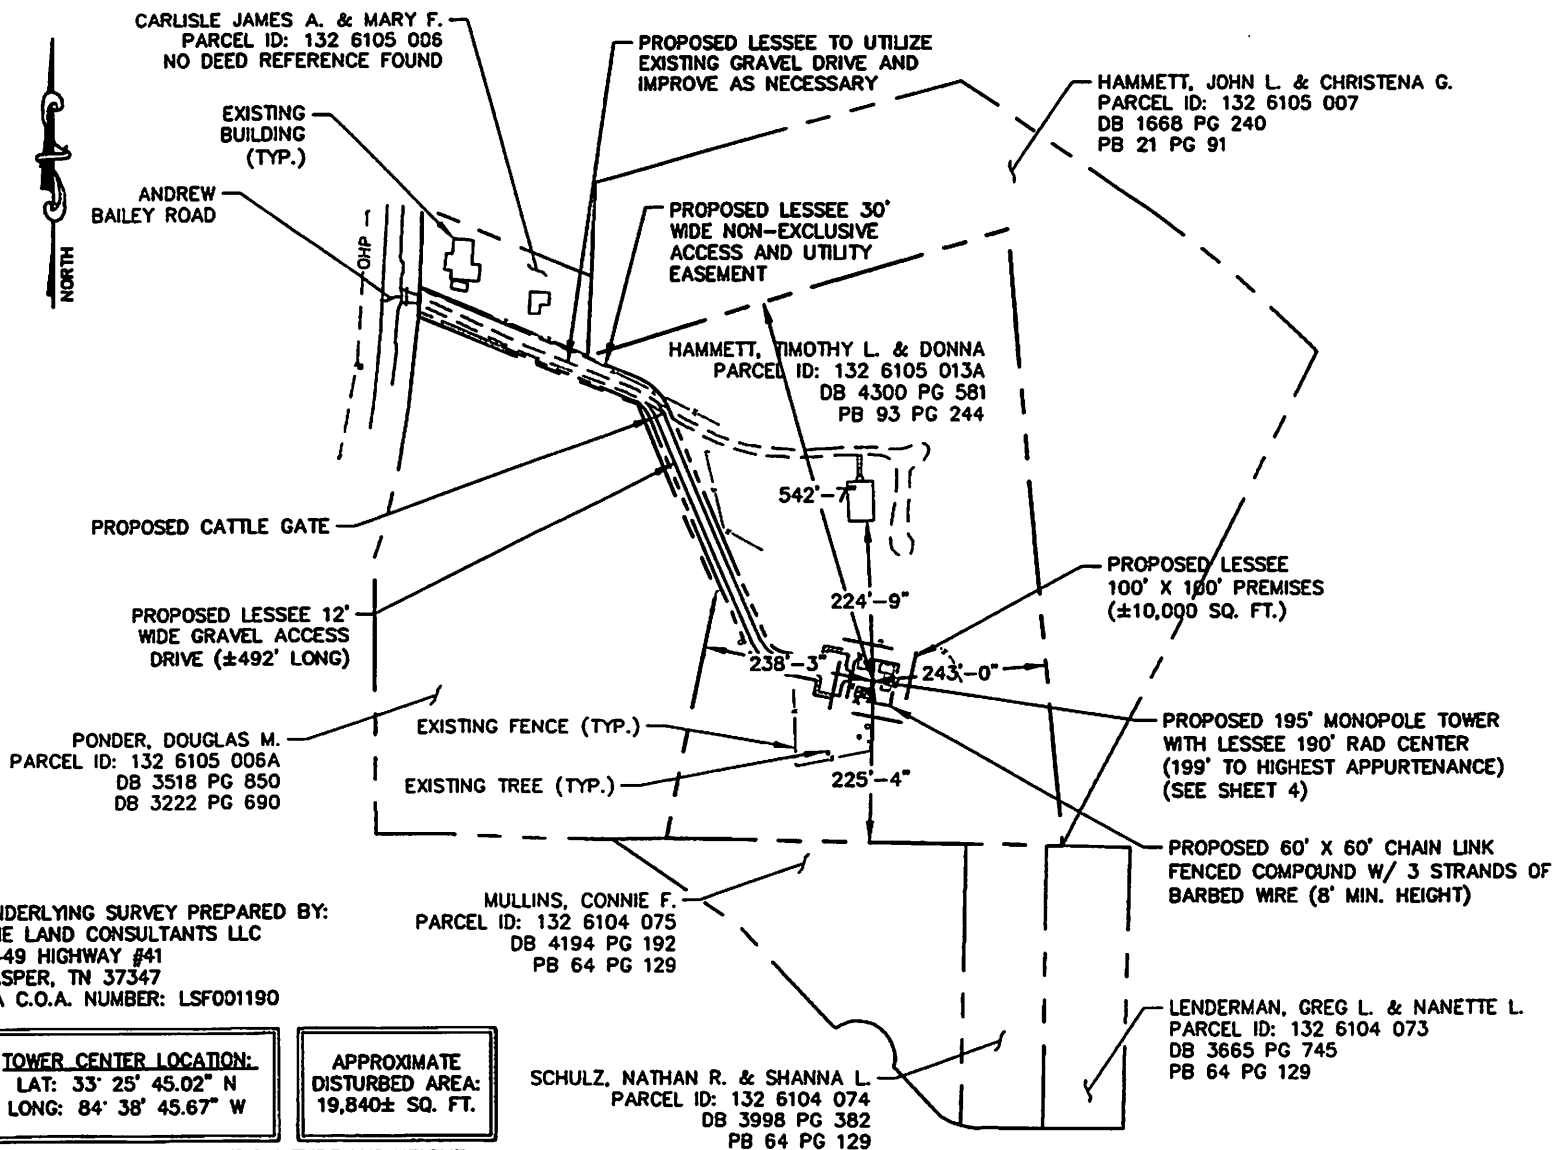 CARLISLE JAMES A. & MARY F.
PARCEL ID: 132 6105 006
NO DEED REFERENCE FOUND
PROPOSED LESSEE TO UTILIZE
EXISTING GRAVEL DRIVE AND
IMPROVE AS NECESSARY
HAMMETT, JOHN L. & CHRISTENA G.
PARCEL ID: 132 6105 007
DB 1668 PG 240
PB 21 PG 91
EXISTING
BUILDING
(TYP.)
ANDREW
BAILEY ROAD
NORTH
OHP
PROPOSED LESSEE 30'
WIDE NON-EXCLUSIVE
ACCESS AND UTILITY
EASEMENT
HAMMETT, TIMOTHY L. & DONNA
PARCEL ID: 132 6105 013A
DB 4300 PG 581
PB 93 PG 244
542'-7"
PROPOSED CATTLE GATE
PROPOSED LESSEE
100' X 100' PREMISES
(±10,000 SQ. FT.)
224'-9"
PROPOSED LESSEE 12'
WIDE GRAVEL ACCESS
DRIVE (±492' LONG)
238'-3"
243'-0"
PONDER, DOUGLAS M.
PARCEL ID: 132 6105 006A
DB 3518 PG 850
DB 3222 PG 690
EXISTING FENCE (TYP.)
EXISTING TREE (TYP.)
225'-4"
PROPOSED 195' MONOPOLE TOWER
WITH LESSEE 190' RAD CENTER
(199' TO HIGHEST APPURTENANCE)
(SEE SHEET 4)
PROPOSED 60' X 60' CHAIN LINK
FENCED COMPOUND W/ 3 STRANDS OF
BARBED WIRE (8' MIN. HEIGHT)
MULLINS, CONNIE F.
PARCEL ID: 132 6104 075
DB 4194 PG 192
PB 64 PG 129
NDERLYING SURVEY PREPARED BY:
NE LAND CONSULTANTS LLC
49 HIGHWAY #41
SPER, TN 37347
A C.O.A. NUMBER: LSF001190
LENDERMAN, GREG L. & NANETTE L.
PARCEL ID: 132 6104 073
DB 3665 PG 745
PB 64 PG 129
TOWER CENTER LOCATION:
LAT: 33° 25' 45.02" N
LONG: 84° 38' 45.67" W
APPROXIMATE
DISTURBED AREA:
19,840± SQ. FT.
SCHULZ, NATHAN R. & SHANNA L.
PARCEL ID: 132 6104 074
DB 3998 PG 382
PB 64 PG 129